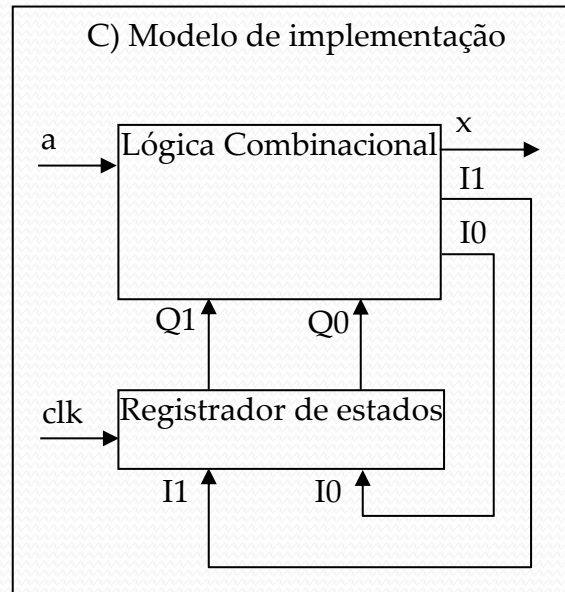 C) Modelo de implementação
a
Lógica Combinacional
x
I1
I0
Q1
Q0
clk
Registrador de estados
I1
I0